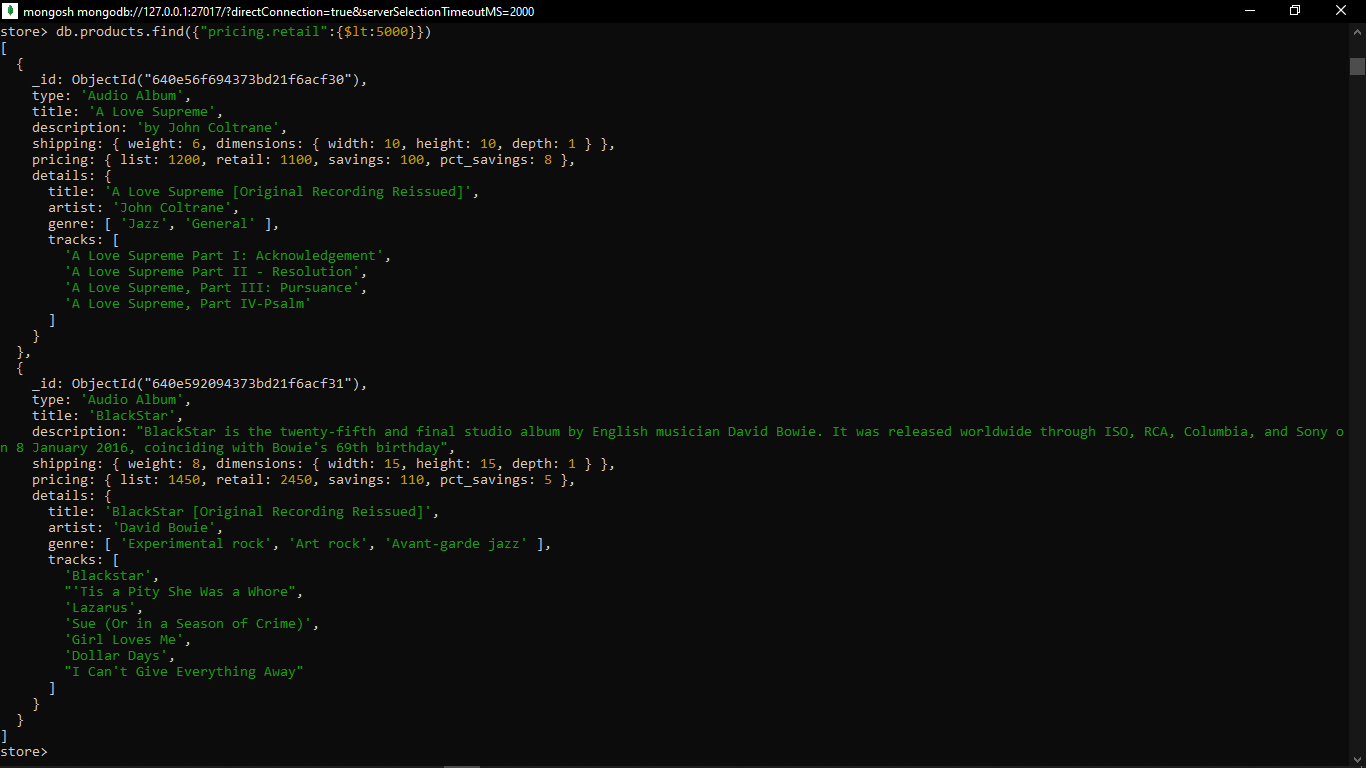 mongosh mongodb://127.0.0.1:27017/?directConnection=true&serverSelectionTimeoutMS=2000
store> db.products.find({"pricing.retail":{$lt:5000}})
[
  {
    _id: ObjectId("640e56f694373bd21f6acf30"),
    type: 'Audio Album',
    title: 'A Love Supreme',
    description: 'by John Coltrane',
    shipping: { weight: 6, dimensions: { width: 10, height: 10, depth: 1 } },
    pricing: { list: 1200, retail: 1100, savings: 100, pct_savings: 8 },
    details: {
      title: 'A Love Supreme [Original Recording Reissued]',
      artist: 'John Coltrane',
      genre: [ 'Jazz', 'General' ],
      tracks: [
        'A Love Supreme Part I: Acknowledgement',
        'A Love Supreme Part II - Resolution',
        'A Love Supreme, Part III: Pursuance',
        'A Love Supreme, Part IV-Psalm'
      ]
    }
  },
  {
    _id: ObjectId("640e592094373bd21f6acf31"),
    type: 'Audio Album',
    title: 'BlackStar',
    description: "BlackStar is the twenty-fifth and final studio album by English musician David Bowie. It was released worldwide through ISO, RCA, Columbia, and Sony o
n 8 January 2016, coinciding with Bowie's 69th birthday",
    shipping: { weight: 8, dimensions: { width: 15, height: 15, depth: 1 } },
    pricing: { list: 1450, retail: 2450, savings: 110, pct_savings: 5 },
    details: {
      title: 'BlackStar [Original Recording Reissued]',
      artist: 'David Bowie',
      genre: [ 'Experimental rock', 'Art rock', 'Avant-garde jazz' ],
      tracks: [
        'Blackstar',
        "'Tis a Pity She Was a Whore",
        'Lazarus',
        'Sue (Or in a Season of Crime)',
        'Girl Loves Me',
        'Dollar Days',
        "I Can't Give Everything Away"
      ]
    }
  }
]
store>